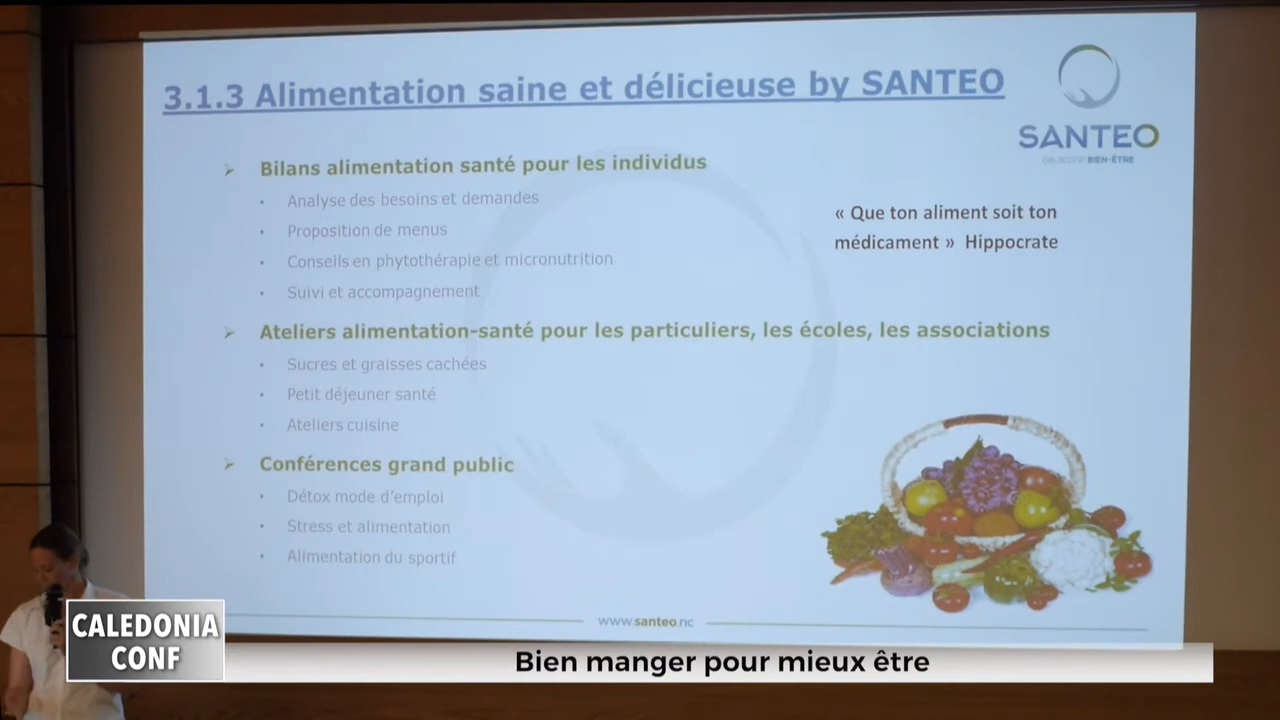 3.1.3 Alimentation saine et délicieuse by SANTEO
SANTEO
OBJECTIF BIEN-ÊTRE
➢ Bilans alimentation santé pour les individus
• Analyse des besoins et demandes
• Proposition de menus
• Conseils en phytothérapie et micronutrition
• Suivi et accompagnement
« Que ton aliment soit ton
médicament » Hippocrate
➢ Ateliers alimentation-santé pour les particuliers, les écoles, les associations
• Sucres et graisses cachées
• Petit déjeuner santé
• Ateliers cuisine
➢ Conférences grand public
• Détox mode d'emploi
• Stress et alimentation
• Alimentation du sportif
www.santeo.nc
CALEDONIA
CONF
Bien manger pour mieux être